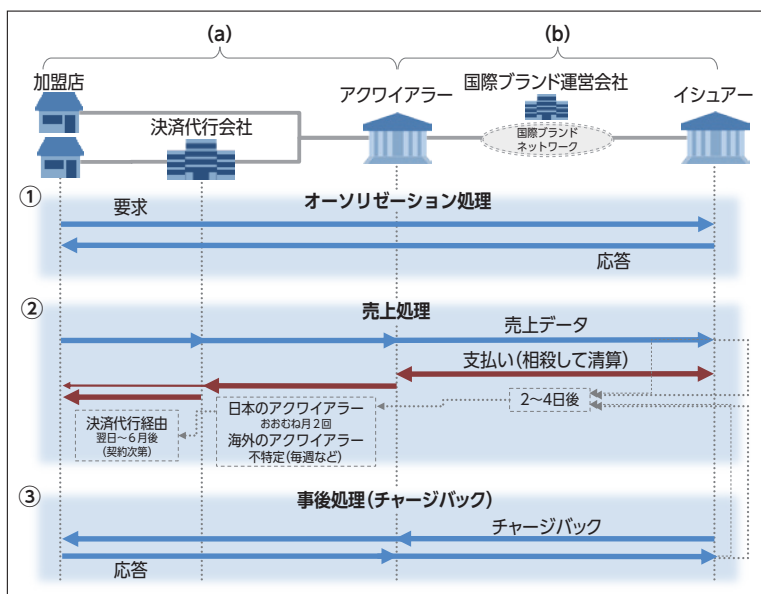 (a)
(b)
加盟店
決済代行会社
アクワイアラー
国際ブランド運営会社
国際ブランド
ネットワーク
イシュアー
①
オーソリゼーション処理
要求
応答
②
売上処理
売上データ
支払い(相殺して清算)
2~4日後
日本のアクワイアラー
おおむね月2回
海外のアクワイアラー
不特定(毎週など)
決済代行経由
翌日~6月後
(契約次第)
③
事後処理(チャージバック)
チャージバック
応答